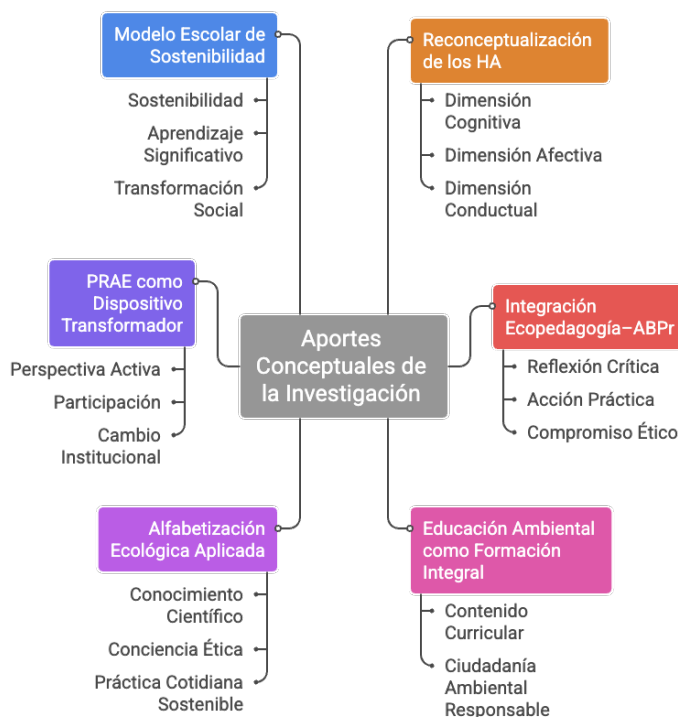 Modelo Escolar de
Sostenibilidad
Sostenibilidad
Aprendizaje
Significativo
Transformación
Social
Reconceptualización
de los HA
Dimensión
Cognitiva
Dimensión Afectiva
Dimensión
Conductual
PRAE como
Dispositivo
Transformador
Perspectiva Activa
Participación
Cambio
Institucional
Aportes
Conceptuales de
la Investigación
Integración
Ecopedagogía–ABPr
Reflexión Crítica
Acción Práctica
Compromiso Ético
Alfabetización
Ecológica Aplicada
Conocimiento
Científico
Conciencia Ética
Práctica Cotidiana
Sostenible
Educación Ambiental
como Formación
Integral
Contenido
Curricular
Ciudadanía
Ambiental
Responsable